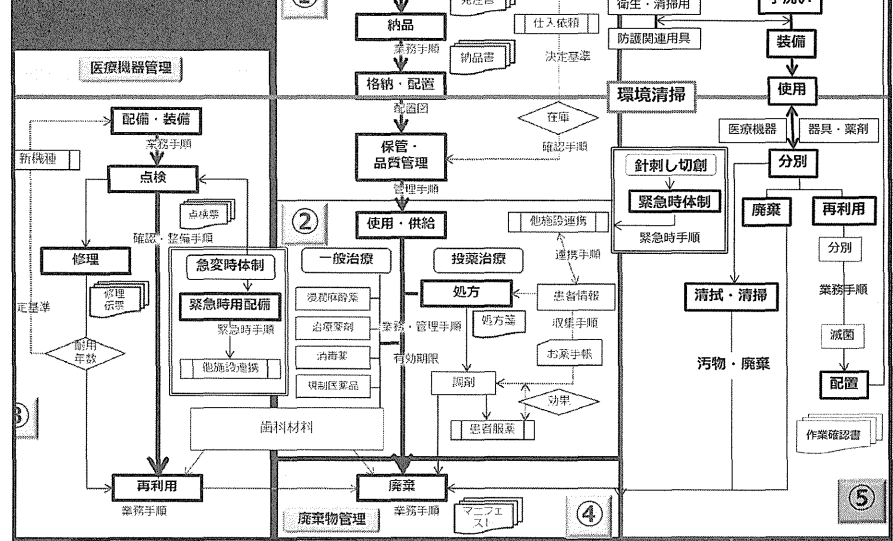 納品
業務手順
納品書
仕入依頼
決定基準
衛生・清掃用
防護関連用具
装備
医療機器管理
格納・配置
配置図
環境清掃
使用
配備・装備
業務手順
新機種
点検
保管・
品質管理
管理手順
在庫
確認手順
医療機器
器具・薬剤
分別
針刺し切創
緊急時体制
緊急時手順
廃棄
再利用
分別
業務手順
滅菌
配置
作業確認書
点検票
確認・整備手順
修理
修理
伝票
定基準
耐用
年数
急変時体制
緊急時用配備
緊急時手順
他施設連携
②
使用・供給
一般治療
投薬治療
浸潤麻酔薬
治療薬剤
消毒薬
規制医薬品
業務・管理手順
有効期限
処方
処方箋
他施設連携
連携手順
患者情報
収集手順
お薬手帳
調剤
効果
患者服薬
清拭・清掃
汚物・廃棄
歯科材料
再利用
業務手順
廃棄
業務手順
廃棄物管理
マニフェ
スト
④
⑤